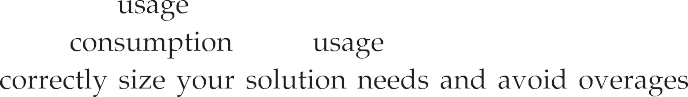 usage
consumption usage
correctly size your solution needs and avoid overages